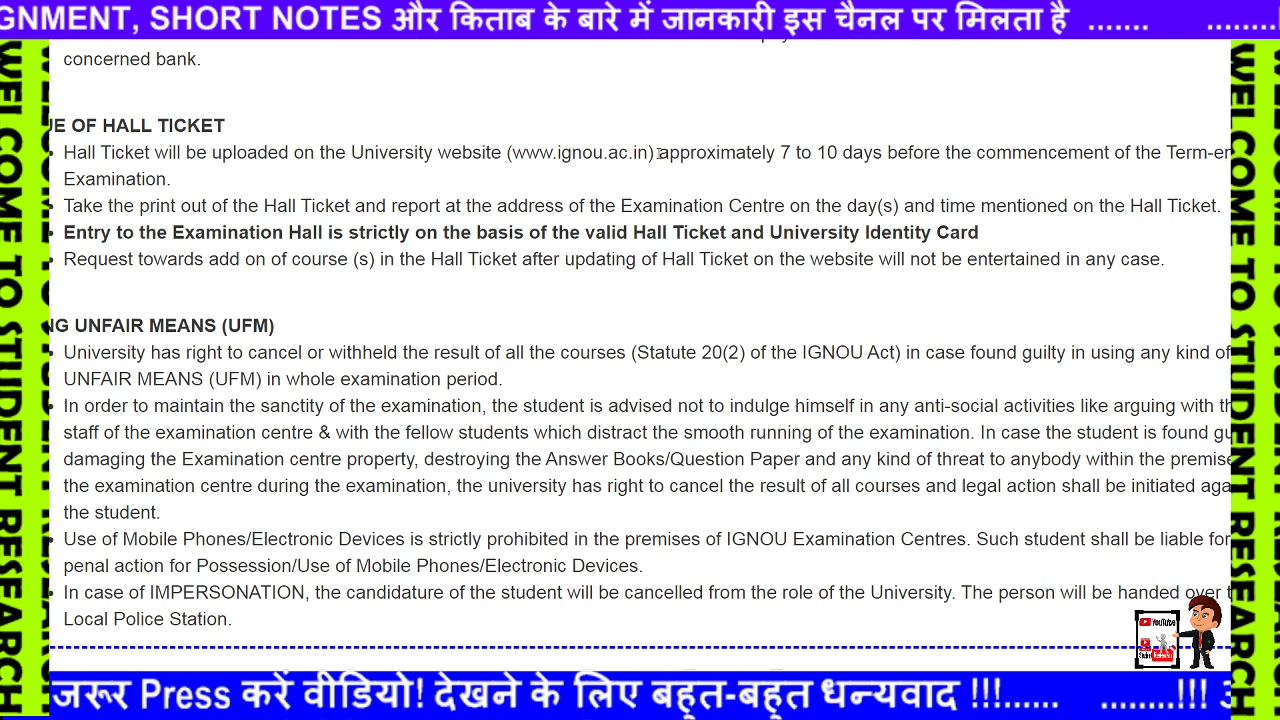 GNMENT, SHORT NOTES और किताब के बारे में जानकारी इस चैनल पर मिलता है ....... ........!
concerned bank.
UE OF HALL TICKET
Hall Ticket will be uploaded on the University website (www.ignou.ac.in) approximately 7 to 10 days before the commencement of the Term-en
Examination.
Take the print out of the Hall Ticket and report at the address of the Examination Centre on the day(s) and time mentioned on the Hall Ticket.
Entry to the Examination Hall is strictly on the basis of the valid Hall Ticket and University Identity Card
Request towards add on of course (s) in the Hall Ticket after updating of Hall Ticket on the website will not be entertained in any case.
NG UNFAIR MEANS (UFM)
University has right to cancel or withheld the result of all the courses (Statute 20(2) of the IGNOU Act) in case found guilty in using any kind of
UNFAIR MEANS (UFM) in whole examination period.
In order to maintain the sanctity of the examination, the student is advised not to indulge himself in any anti-social activities like arguing with th
staff of the examination centre & with the fellow students which distract the smooth running of the examination. In case the student is found gu
damaging the Examination centre property, destroying the Answer Books/Question Paper and any kind of threat to anybody within the premise
the examination centre during the examination, the university has right to cancel the result of all courses and legal action shall be initiated aga
the student.
Use of Mobile Phones/Electronic Devices is strictly prohibited in the premises of IGNOU Examination Centres. Such student shall be liable for
penal action for Possession/Use of Mobile Phones/Electronic Devices.
In case of IMPERSONATION, the candidature of the student will be cancelled from the role of the University. The person will be handed over t
Local Police Station.
WELCOME TO STUDENT RESEARCH
WELCOME TO STUDENT RESEARCH
YouTube
जरूर Press करें वीडियो! देखने के लिए बहुत-बहुत धन्यवाद !!!...... ........!!!